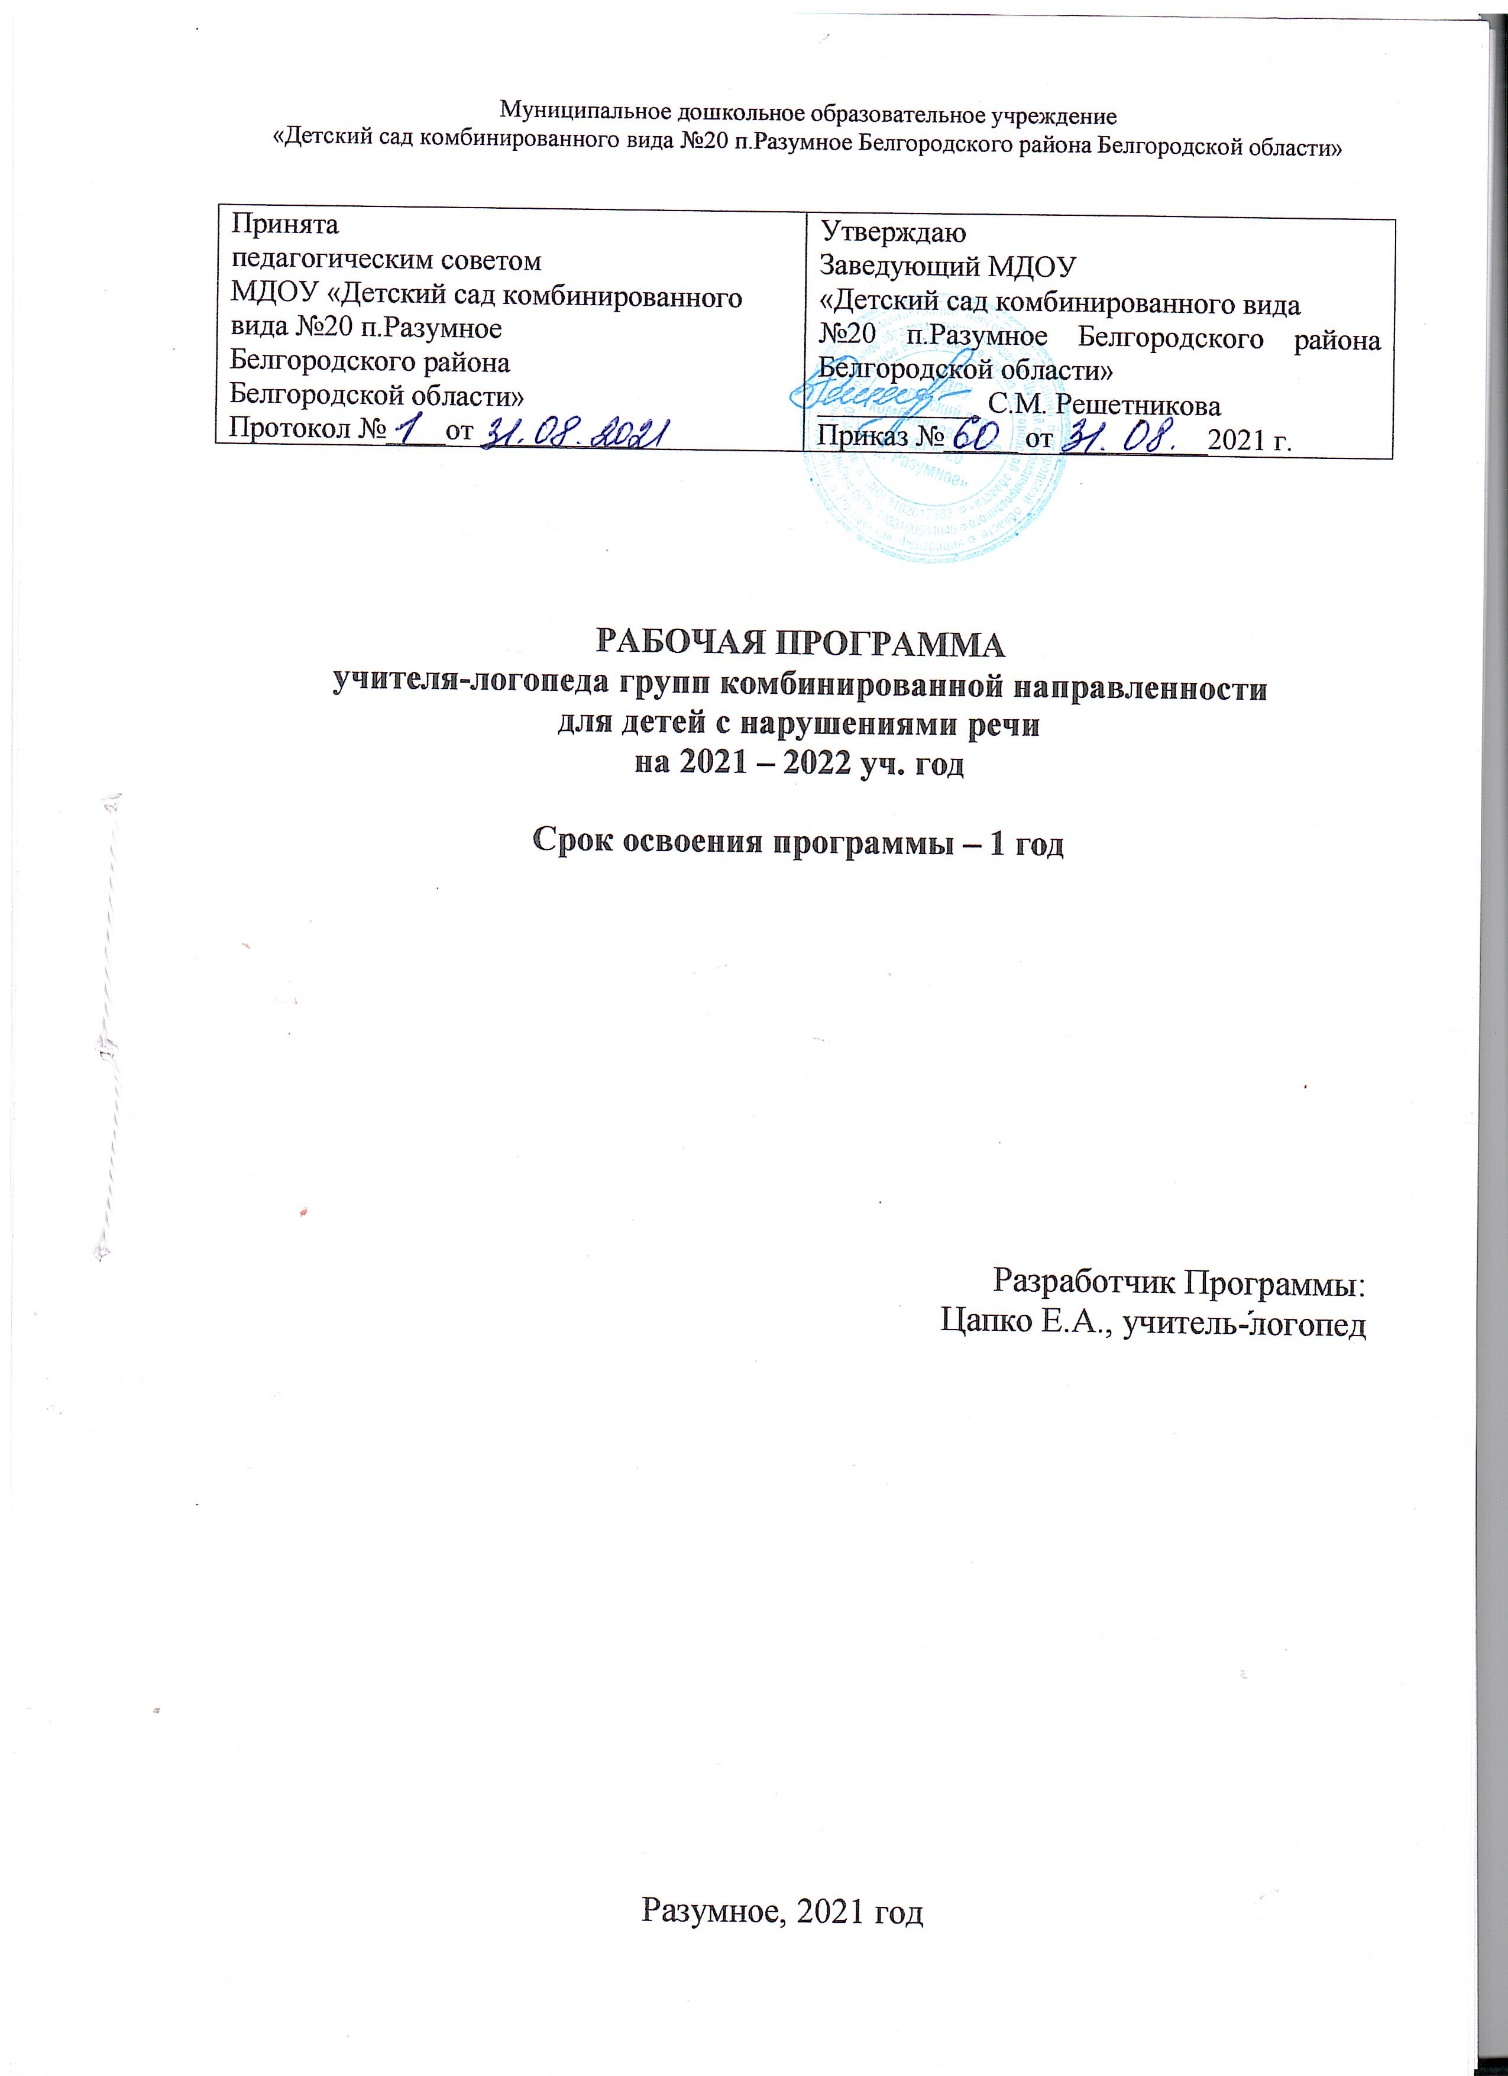 Муниципальное дошкольное образовательное учреждение
«Детский сад комбинированного вида №20 п.Разумное Белгородского района Белгородской области»
Принята
педагогическим советом
МДОУ «Детский сад комбинированного
вида №20 п.Разумное
Белгородского района
Белгородской области»
Протокол № 1 от 31.08.2021
Утверждаю
Заведующий МДОУ
«Детский сад комбинированного вида
№20 п.Разумное Белгородского района
Белгородской области»
С.М. Решетникова
Приказ № 60 от 31. 08. 2021 г.
Разумное»
РАБОЧАЯ ПРОГРАММА
учителя-логопеда групп комбинированной направленности
для детей с нарушениями речи
на 2021 – 2022 уч. год
Срок освоения программы – 1 год
Разработчик Программы:
Цапко Е.А., учитель-логопед
Разумное, 2021 год